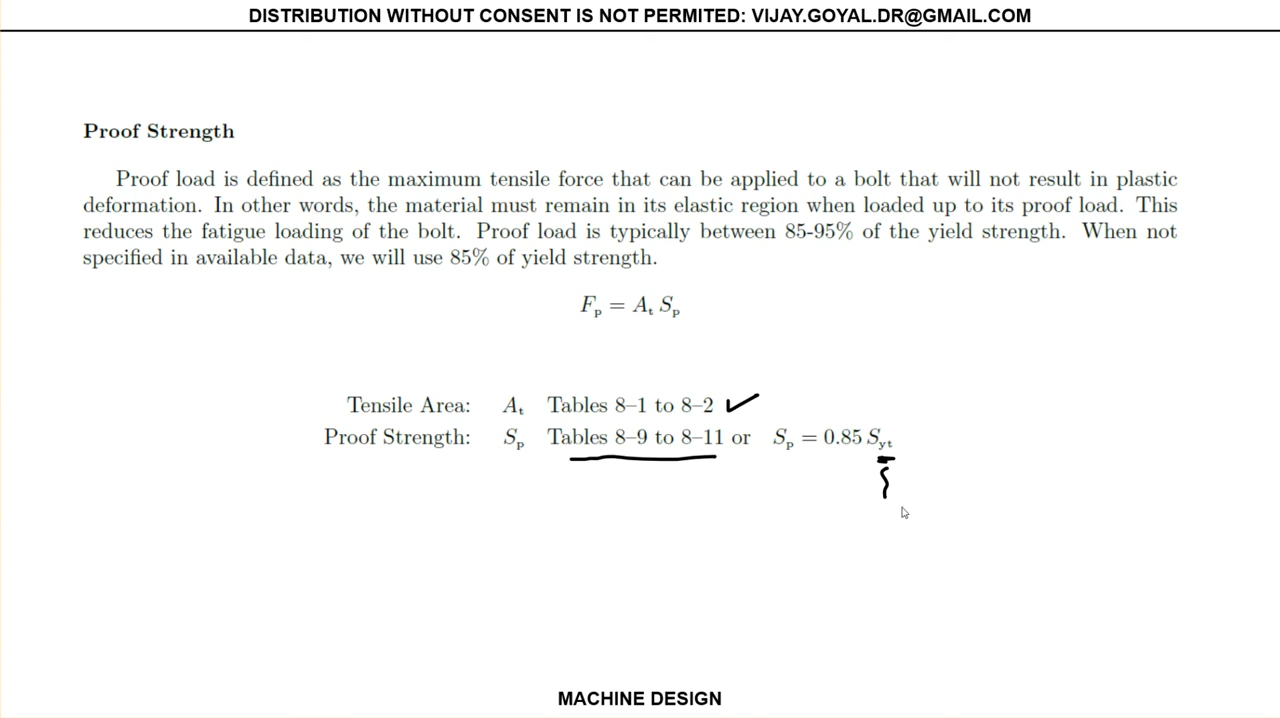 DISTRIBUTION WITHOUT CONSENT IS NOT PERMITED: VIJAY.GOYAL.DR@GMAIL.COM
Proof Strength
Proof load is defined as the maximum tensile force that can be applied to a bolt that will not result in plastic
deformation. In other words, the material must remain in its elastic region when loaded up to its proof load. This
reduces the fatigue loading of the bolt. Proof load is typically between 85-95% of the yield strength. When not
specified in available data, we will use 85% of yield strength.
Fp = At Sp
Tensile Area: At Tables 8–1 to 8–2 ✓
Proof Strength: Sp Tables 8–9 to 8–11 or Sp = 0.85 Syt
MACHINE DESIGN